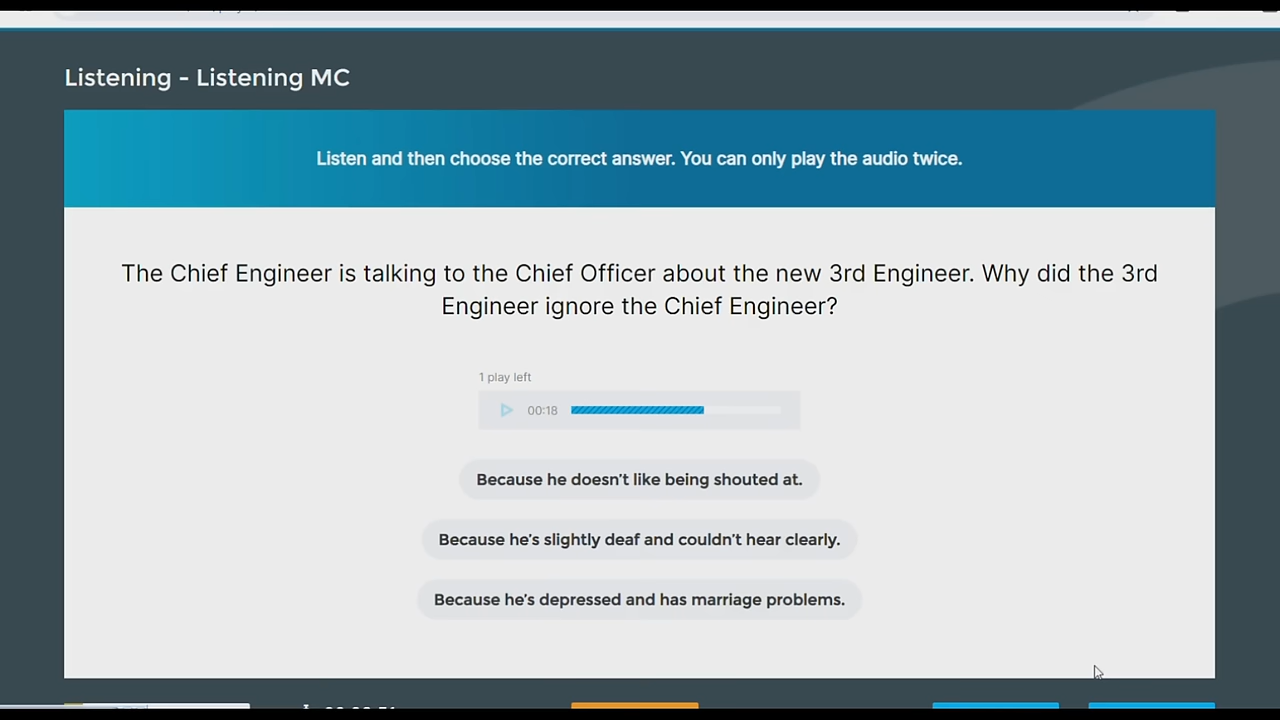 Listening - Listening MC
Listen and then choose the correct answer. You can only play the audio twice.
The Chief Engineer is talking to the Chief Officer about the new 3rd Engineer. Why did the 3rd
Engineer ignore the Chief Engineer?
1 play left
00:18
Because he doesn't like being shouted at.
Because he's slightly deaf and couldn't hear clearly.
Because he's depressed and has marriage problems.